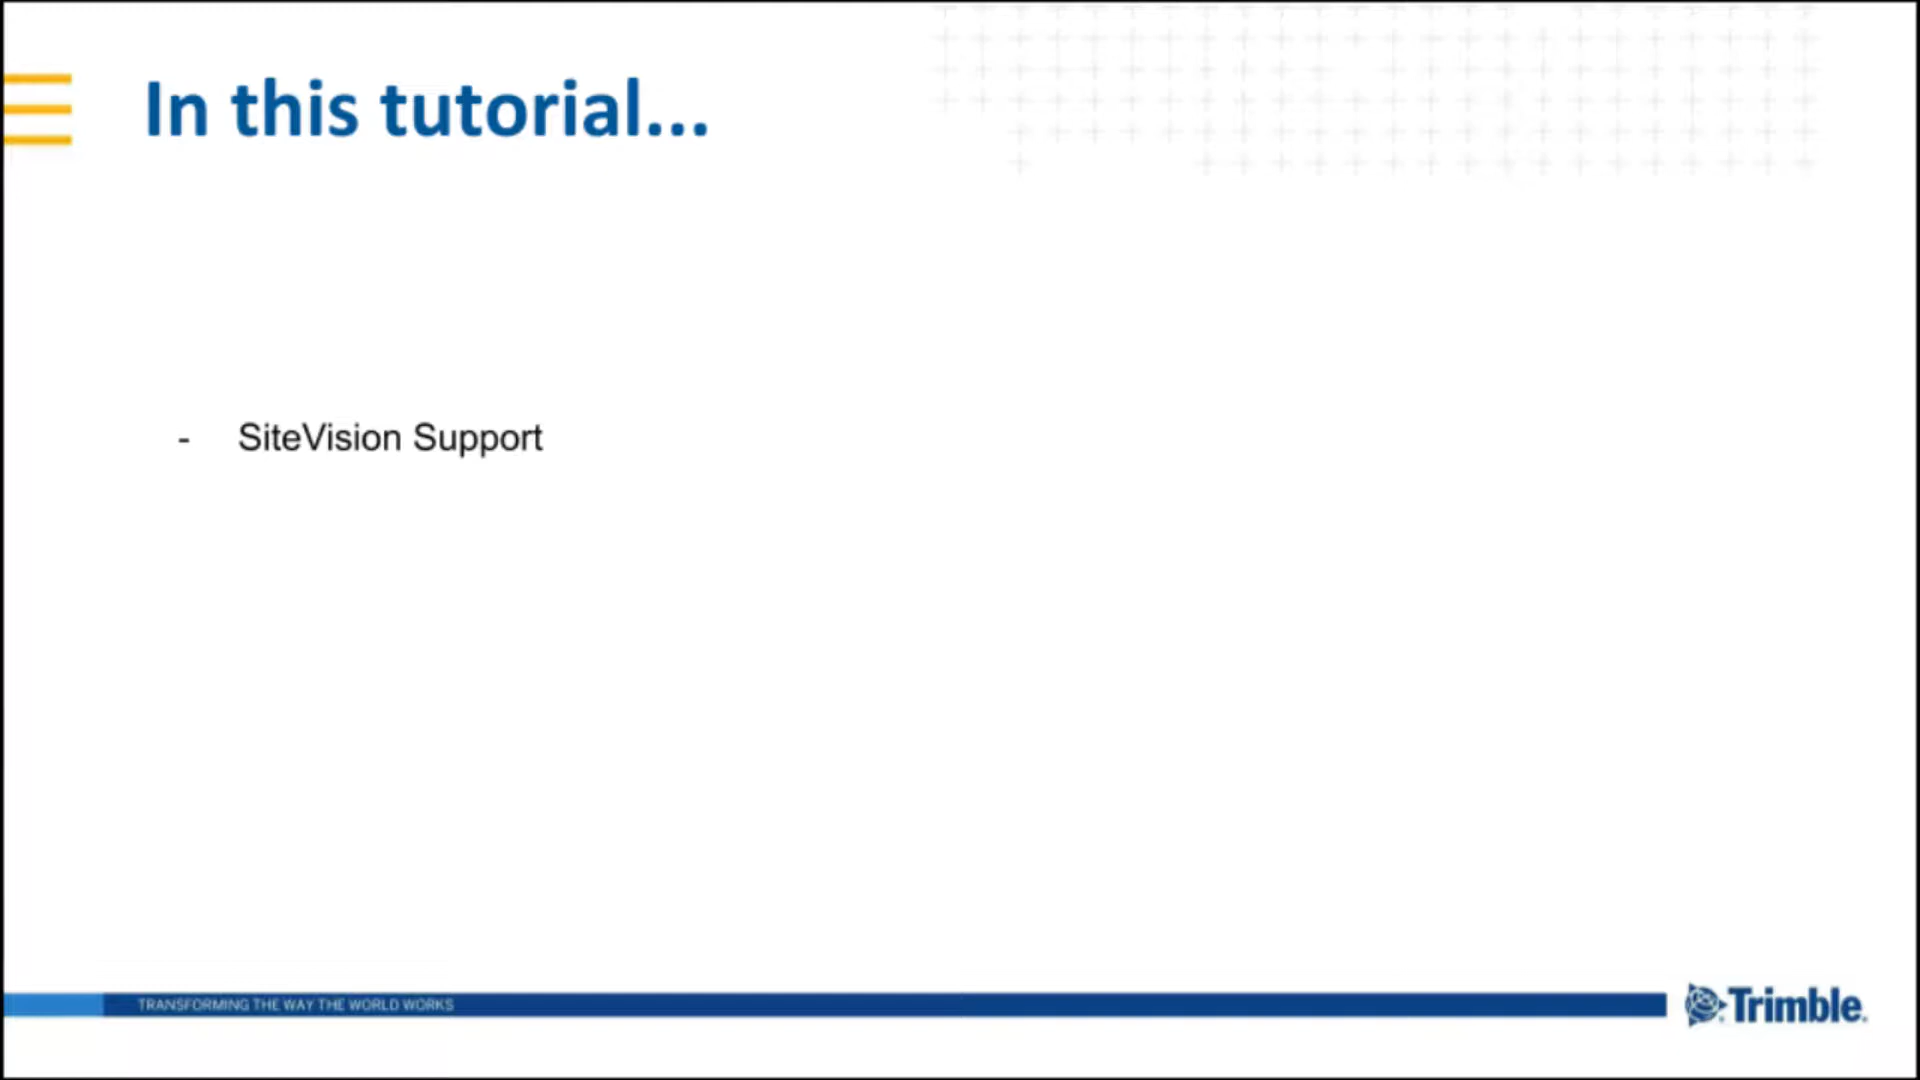 In this tutorial...
- SiteVision Support
TRANSFORMING THE WAY THE WORLD WORKS
Trimble.